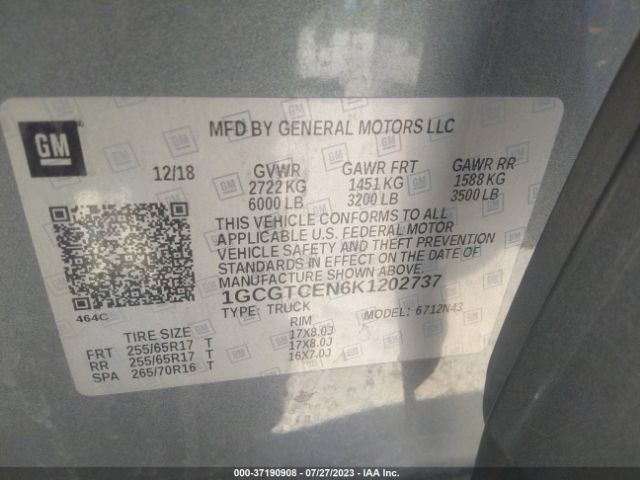 GM
MFD BY GENERAL MOTORS LLC
12/18 GVWR GAWR FRT GAWR RR
2722 KG 1451 KG 1588 KG
6000 LB 3200 LB 3500 LB
THIS VEHICLE CONFORMS TO ALL
APPLICABLE U.S. FEDERAL MOTOR
VEHICLE SAFETY AND THEFT PREVENTION
STANDARDS IN EFFECT ON THE DATE OF
MANUFACTURE SHOWN ABOVE.
1GCGTCEN6K1202737
464C
TYPE: TRUCK MODEL: 6712N43
TIRE SIZE RIM
FRT 255/65R17 T 17X8.0J
RR 255/65R17 T 17X8.0J
SPA 265/70R16 T 16X7.0J
000-37190908 - 07/27/2023 - IAA Inc.